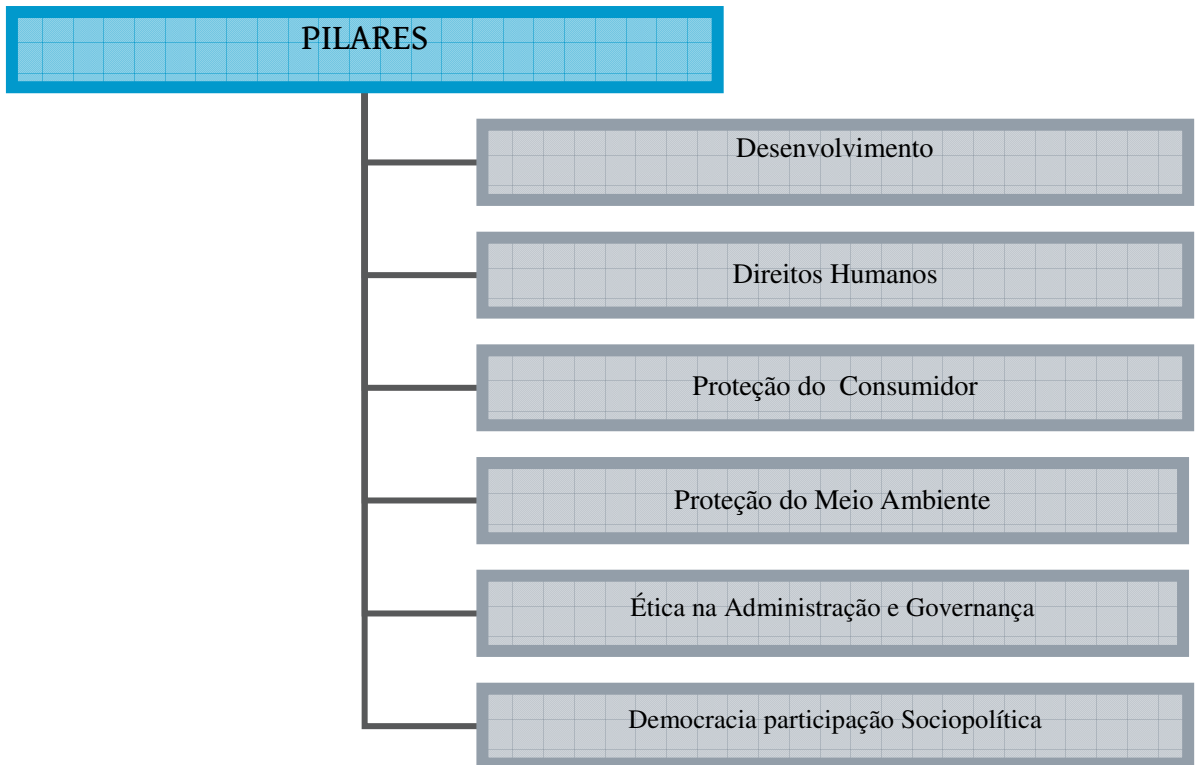 PILARES
Desenvolvimento
Direitos Humanos
Proteção do  Consumidor
Proteção do Meio Ambiente
Ética na Administração e Governança
Democracia participação Sociopolítica